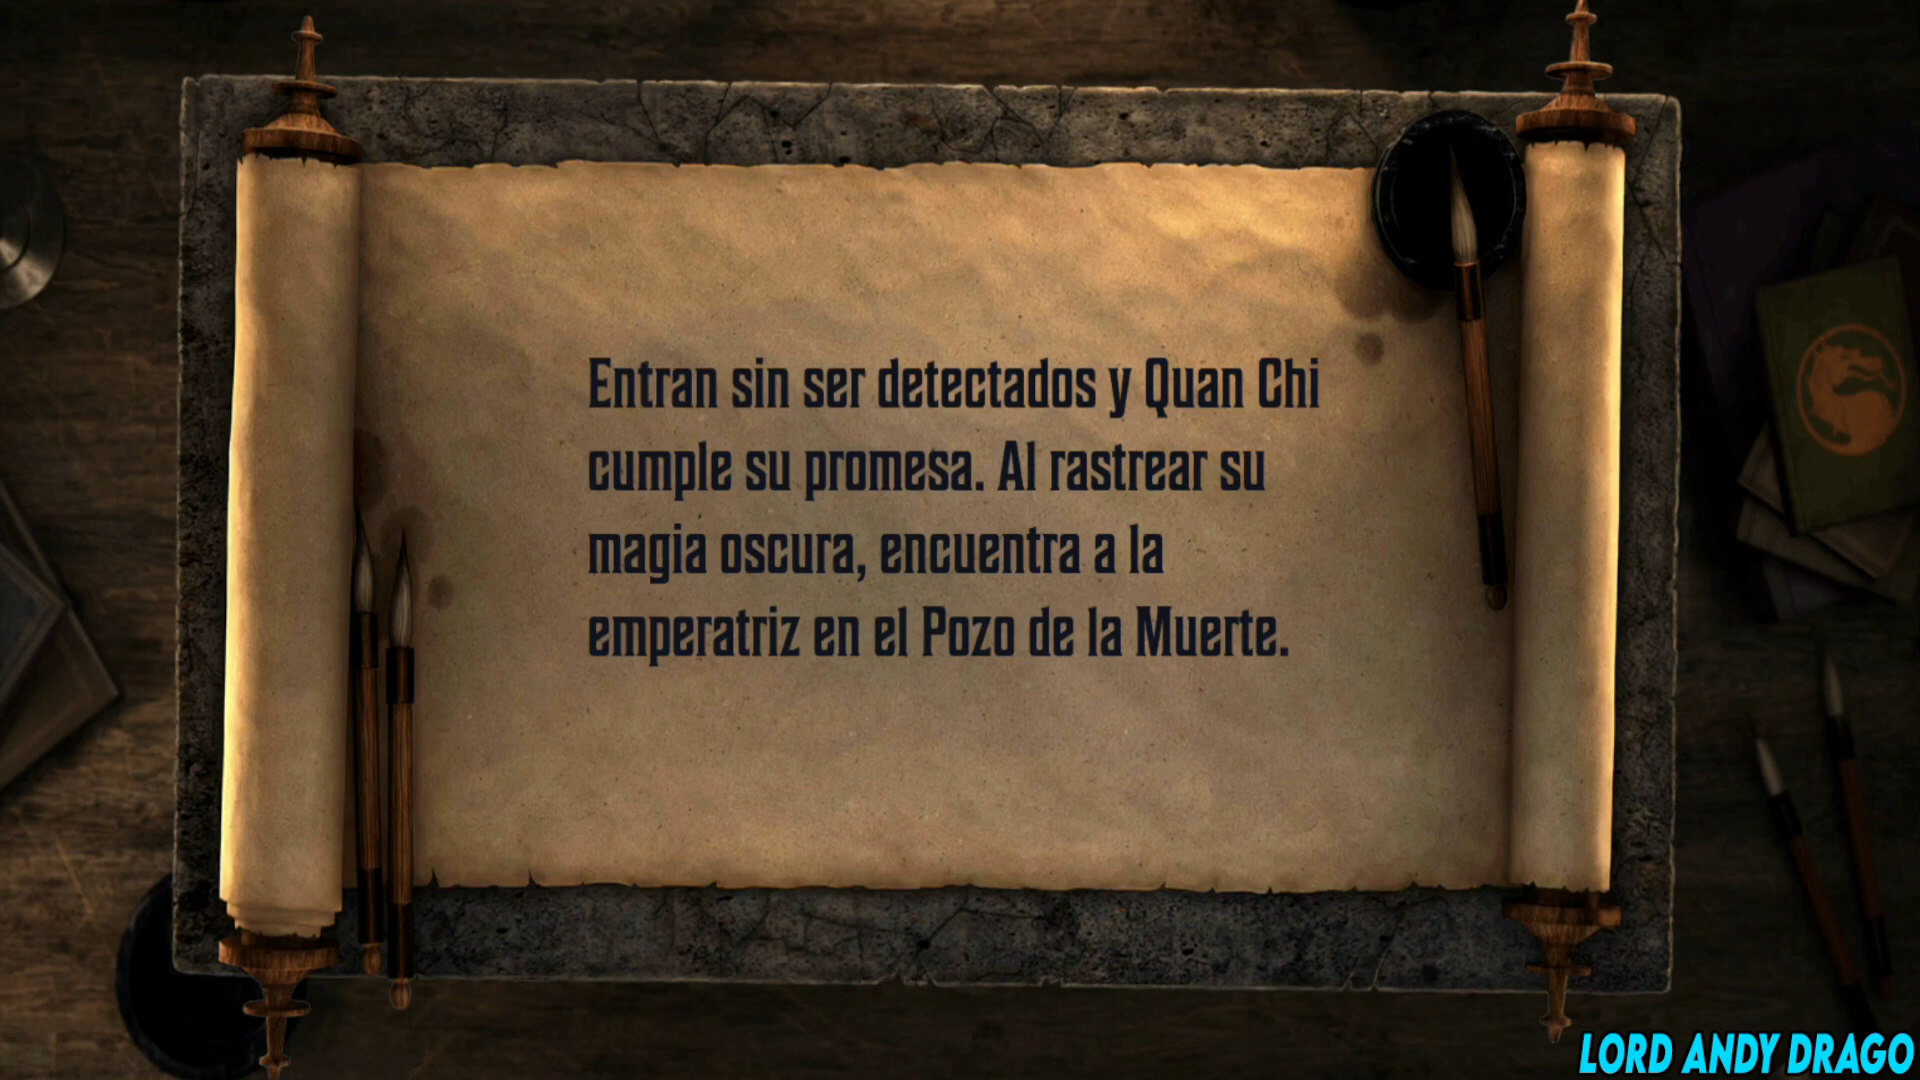 Entran sin ser detectados y Quan Chi
cumple su promesa. Al rastrear su
magia oscura, encuentra a la
emperatriz en el Pozo de la Muerte.
LORD ANDY DRAGO